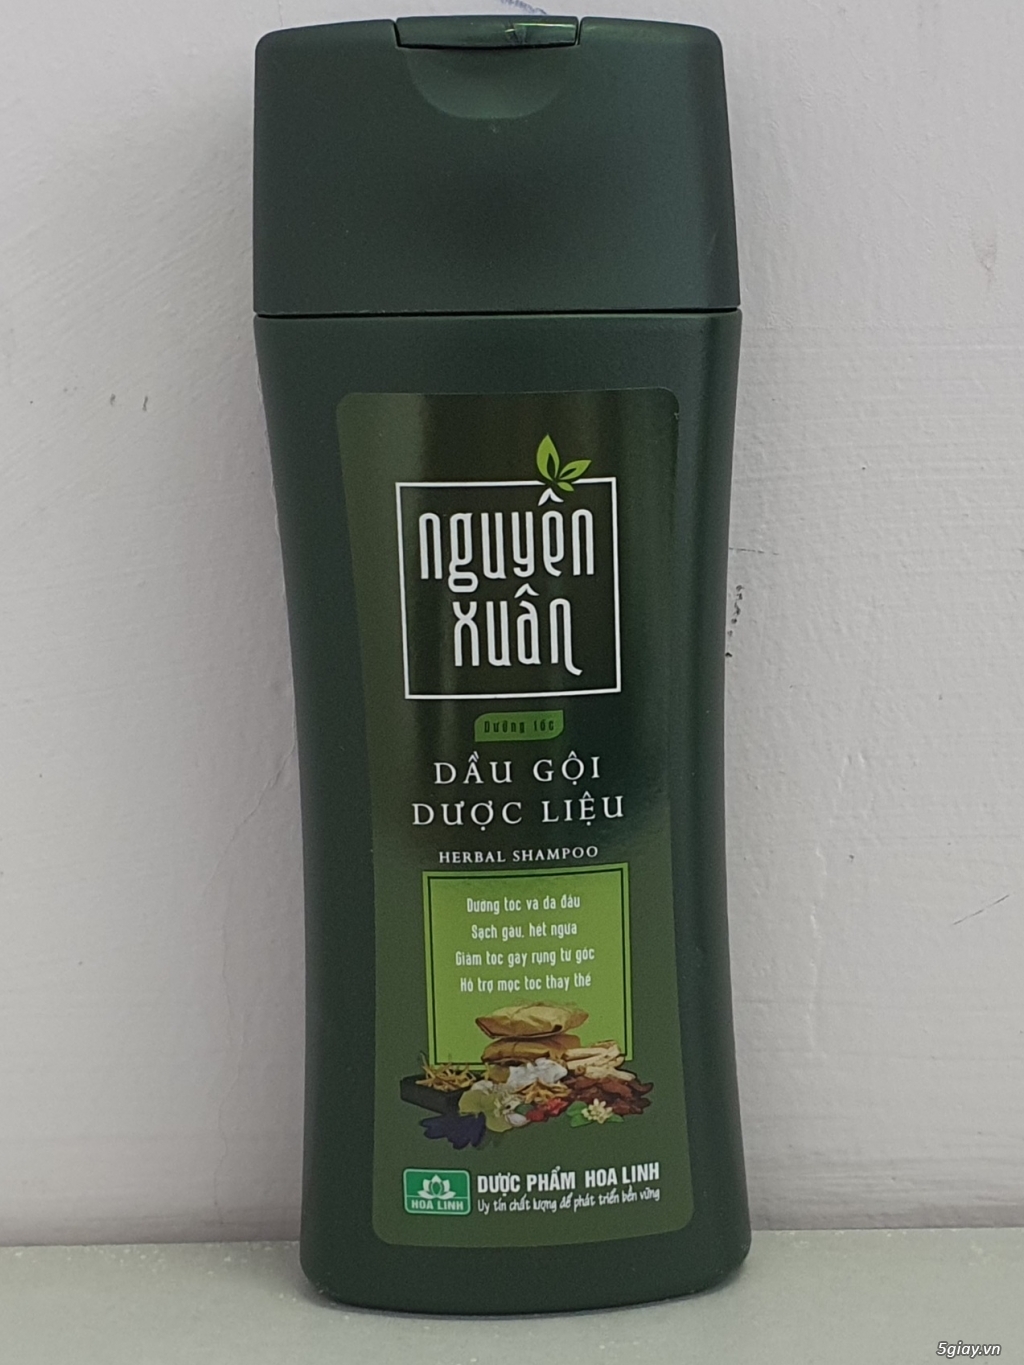 nguyên
xuân
Dưỡng tóc
DẦU GỘI
DƯỢC LIỆU
HERBAL SHAMPOO
Dưỡng tóc và da đầu
Sạch gàu, hết ngứa
Giảm tóc gãy rụng từ gốc
Hỗ trợ mọc tóc thay thế
HOA LINH
DƯỢC PHẨM HOA LINH
Uy tín chất lượng để phát triển bền vững
5giay.vn